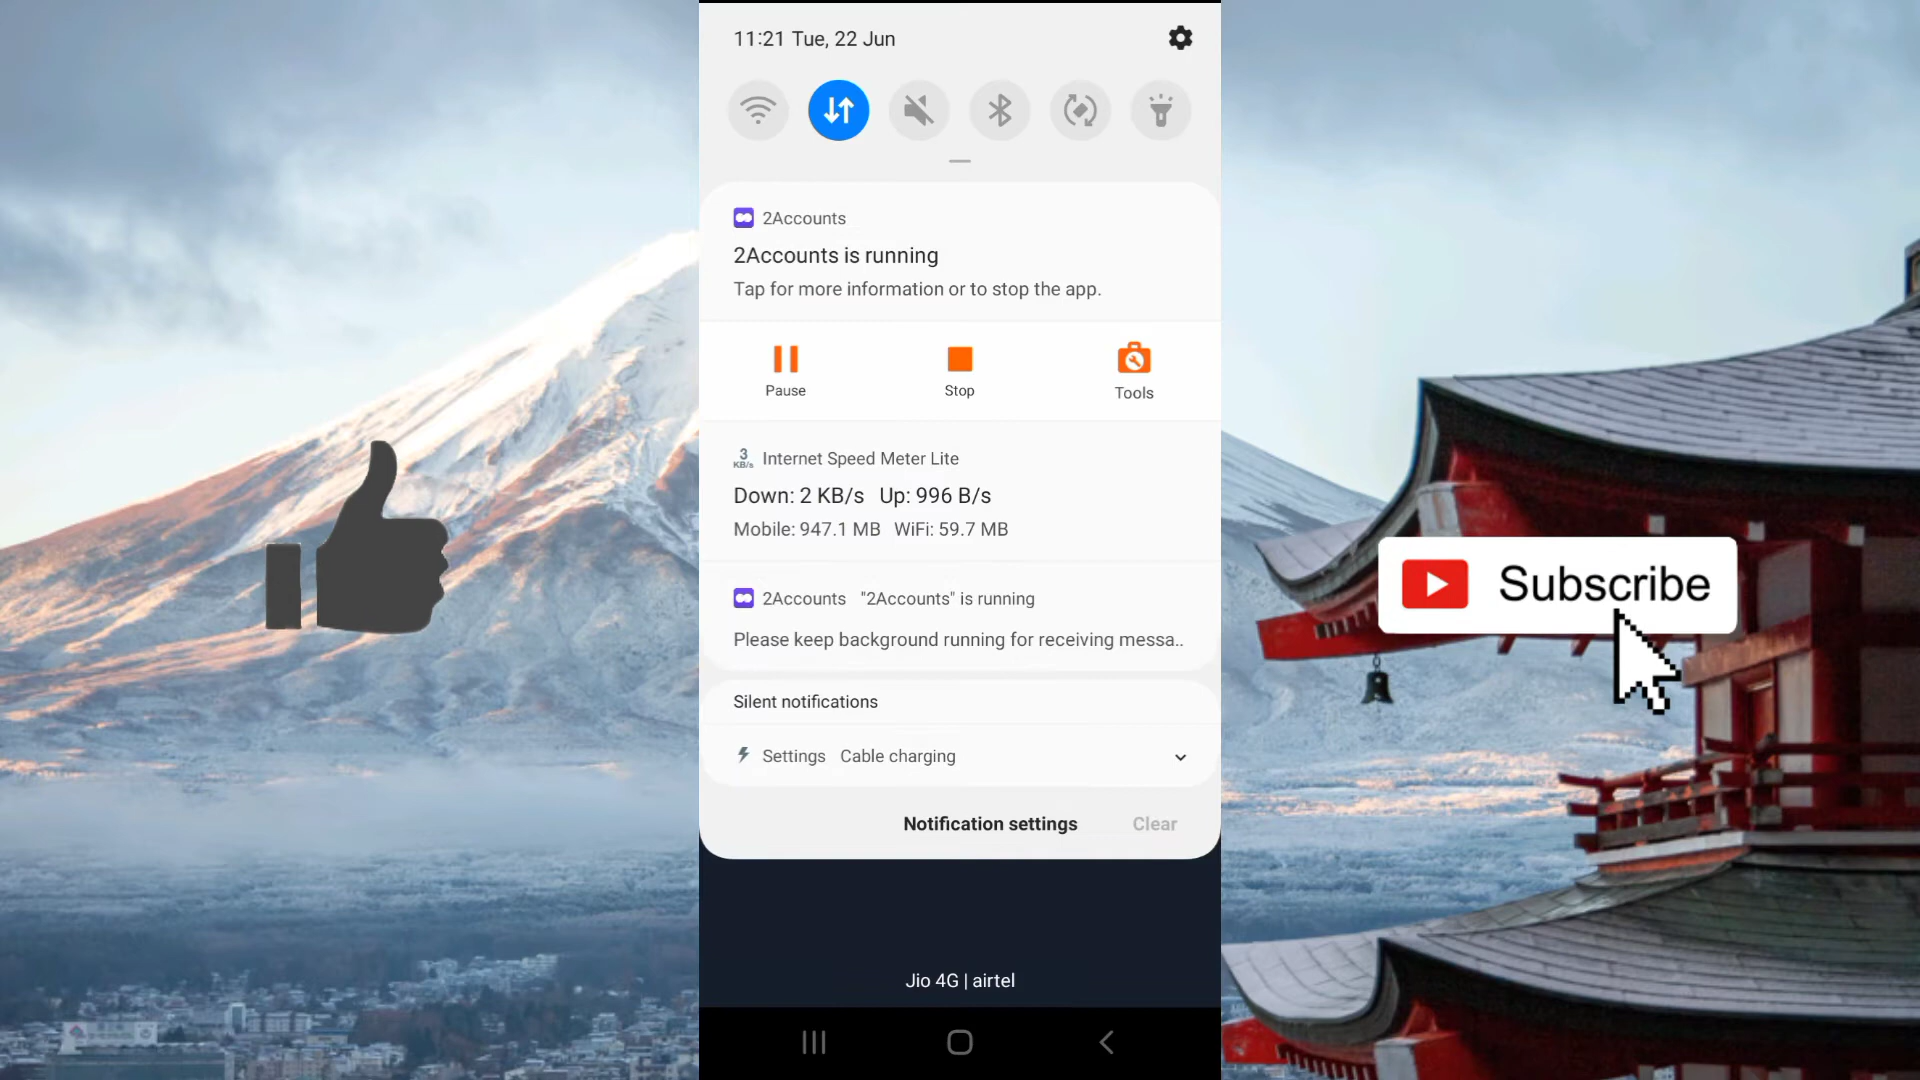 11:21 Tue, 22 Jun
2Accounts
2Accounts is running
Tap for more information or to stop the app.
Pause Stop Tools
3 KB/s Internet Speed Meter Lite
Down: 2 KB/s Up: 996 B/s
Mobile: 947.1 MB WiFi: 59.7 MB
2Accounts "2Accounts" is running
Please keep background running for receiving messa..
Silent notifications
Settings Cable charging
Notification settings Clear
Jio 4G | airtel
Subscribe